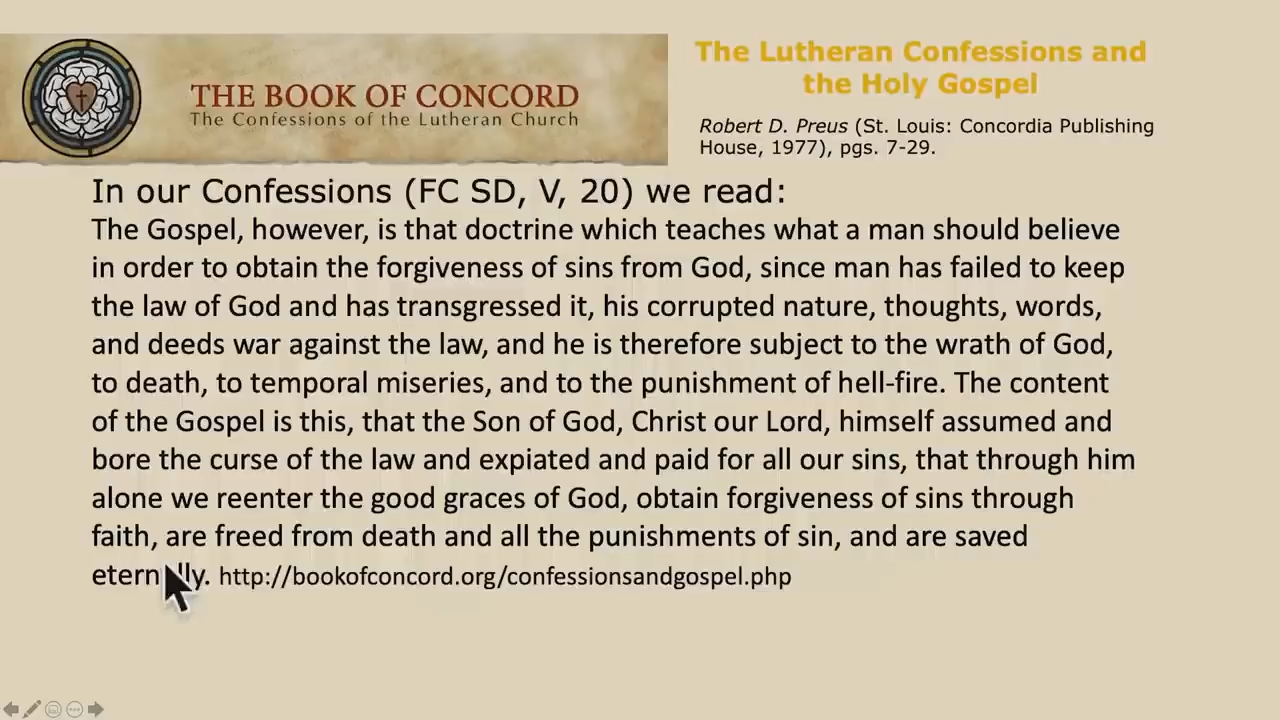 THE BOOK OF CONCORD
The Confessions of the Lutheran Church
The Lutheran Confessions and
the Holy Gospel
Robert D. Preus (St. Louis: Concordia Publishing
House, 1977), pgs. 7-29.
In our Confessions (FC SD, V, 20) we read:
The Gospel, however, is that doctrine which teaches what a man should believe
in order to obtain the forgiveness of sins from God, since man has failed to keep
the law of God and has transgressed it, his corrupted nature, thoughts, words,
and deeds war against the law, and he is therefore subject to the wrath of God,
to death, to temporal miseries, and to the punishment of hell-fire. The content
of the Gospel is this, that the Son of God, Christ our Lord, himself assumed and
bore the curse of the law and expiated and paid for all our sins, that through him
alone we reenter the good graces of God, obtain forgiveness of sins through
faith, are freed from death and all the punishments of sin, and are saved
eternally. http://bookofconcord.org/confessionsandgospel.php